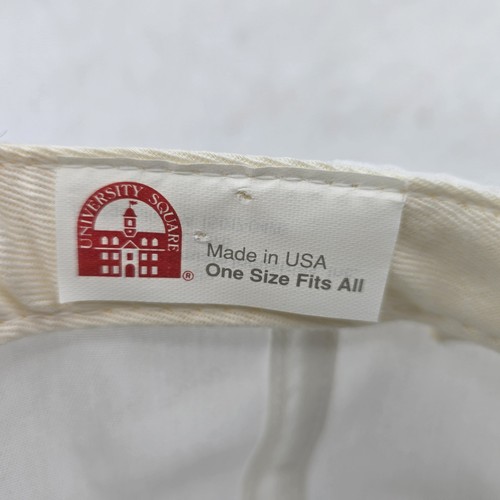 UNIVERSITY SQUARE
®
Made in USA
One Size Fits All